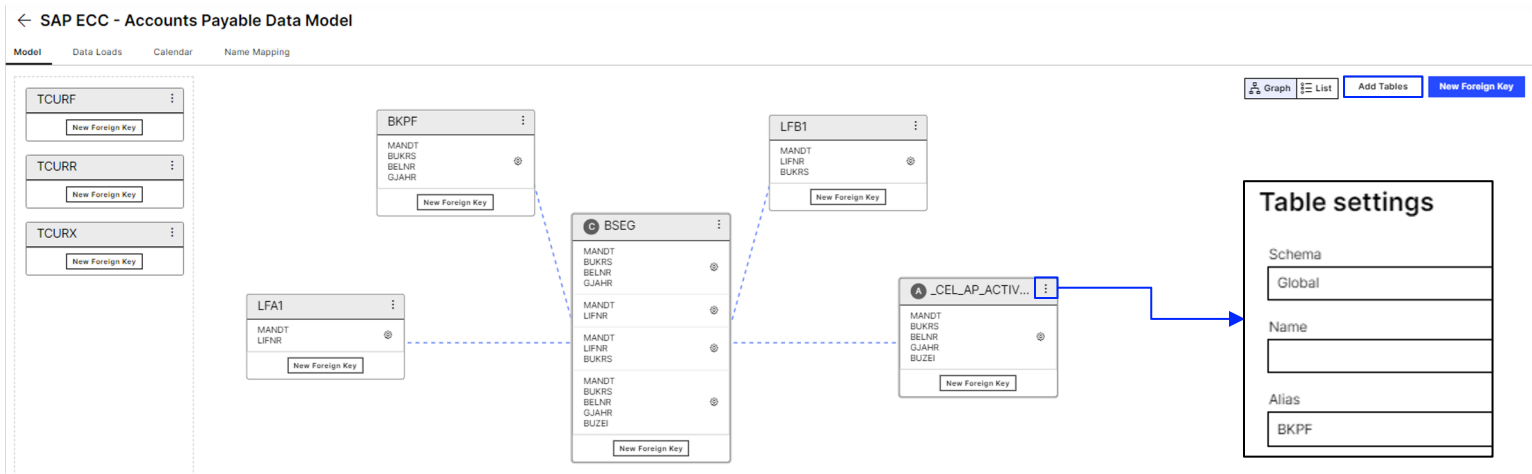 ← SAP ECC - Accounts Payable Data Model
Model Data Loads Calendar Name Mapping
Graph List Add Tables New Foreign Key
TCURF
New Foreign Key
TCURR
New Foreign Key
TCURX
New Foreign Key
BKPF
MANDT
BUKRS
BELNR
GJAHR
New Foreign Key
LFB1
MANDT
LIFNR
BUKRS
New Foreign Key
LFA1
MANDT
LIFNR
New Foreign Key
C BSEG
MANDT
BUKRS
BELNR
GJAHR
MANDT
LIFNR
MANDT
LIFNR
BUKRS
MANDT
BUKRS
BELNR
GJAHR
BUZEI
New Foreign Key
A _CEL_AP_ACTIV...
MANDT
BUKRS
BELNR
GJAHR
BUZEI
New Foreign Key
Table settings
Schema
Global
Name
Alias
BKPF